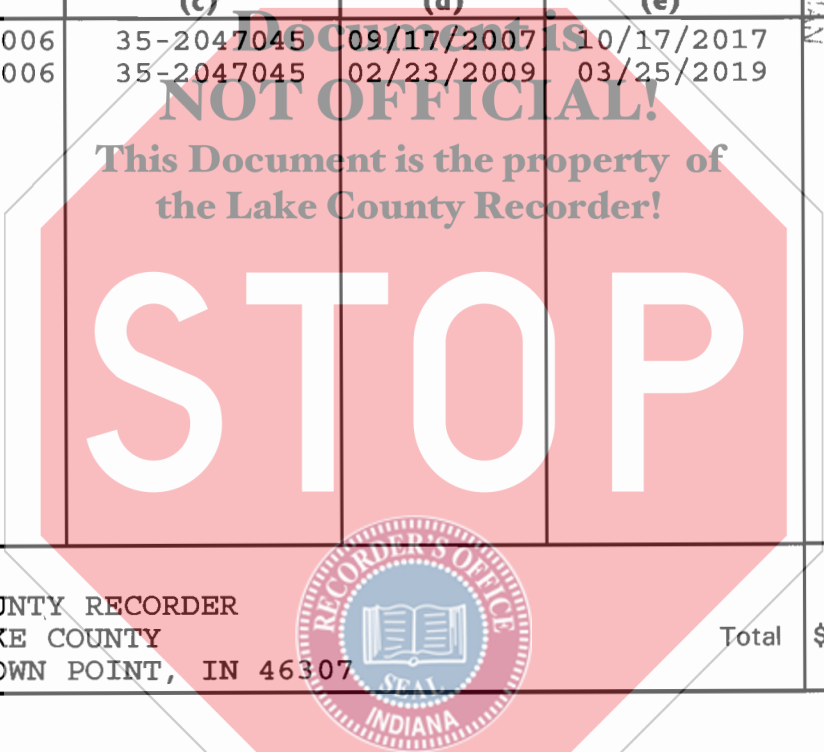 (c) (d) (e)
Document is
006 35-2047045 09/17/2007 10/17/2017
006 35-2047045 02/23/2009 03/25/2019
NOT OFFICIAL!
This Document is the property of
the Lake County Recorder!
STOP
RECORDER'S OFFICE
SEAL
INDIANA
UNTY RECORDER
KE COUNTY
OWN POINT, IN 46307
Total $